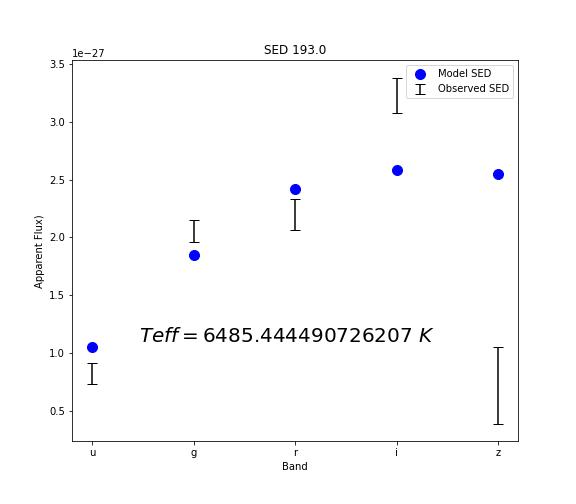 SED 193.0
1e−27
3.5
3.0
2.5
2.0
1.5
1.0
0.5
Apparent Flux)
Model SED
Observed SED
Teff = 6485.444490726207 K
u g r i z
Band